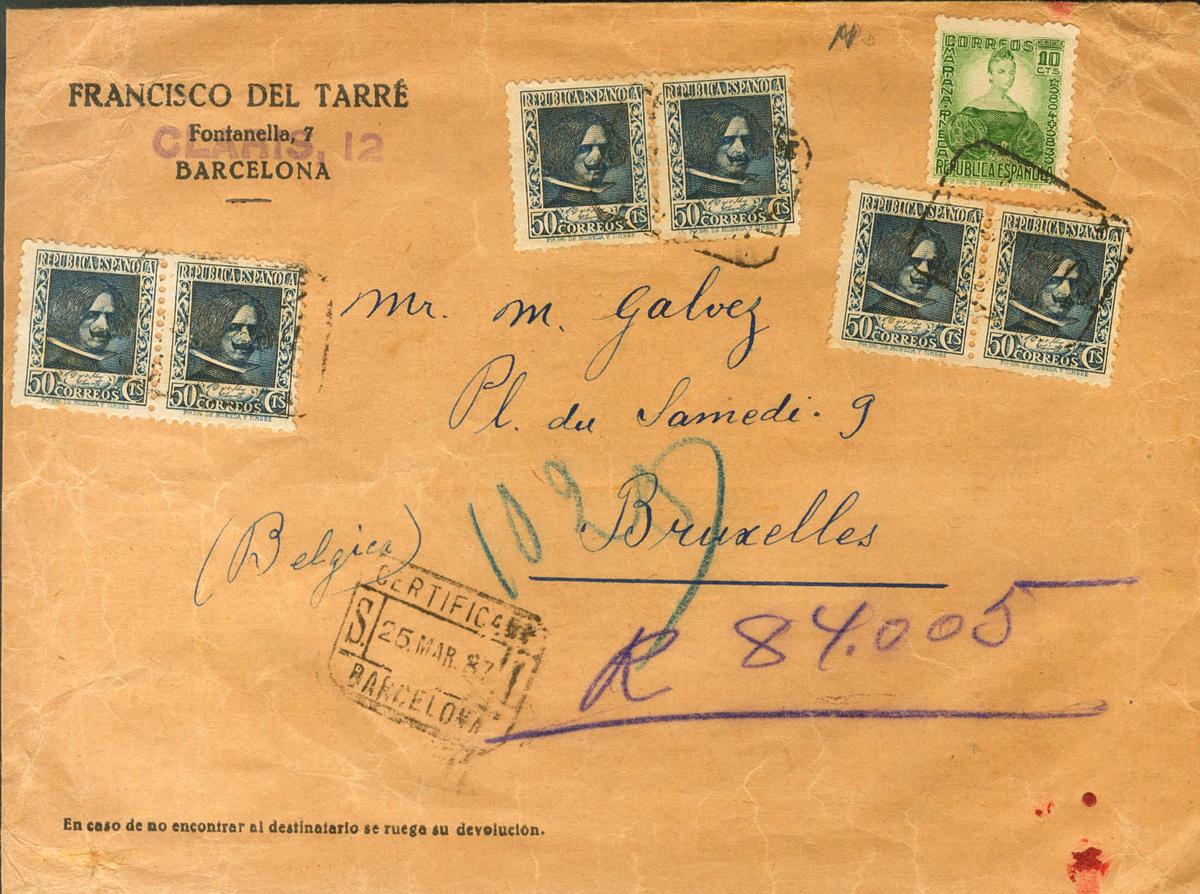 FRANCISCO DEL TARRÉ
Fontanella, 7
CLARIS, 12
BARCELONA
REPUBLICA ESPAÑOLA
50 CORREOS CTS
REPUBLICA ESPAÑOLA
50 CORREOS CTS
CORREOS 10 CTS
MARIANA PINEDA
REPUBLICA ESPAÑOLA
REPUBLICA ESPAÑOLA
50 CORREOS CTS
REPUBLICA ESPAÑOLA
50 CORREOS CTS
REPUBLICA ESPAÑOLA
50 CORREOS CTS
REPUBLICA ESPAÑOLA
50 CORREOS CTS
Mr. M. Galvez
Pl. du Samedi. 9
Bruxelles
(Belgica)
CERTIFICADO
S. 25. MAR. 37
BARCELONA
R 84.005
En caso de no encontrar al destinatario se ruega su devolución.